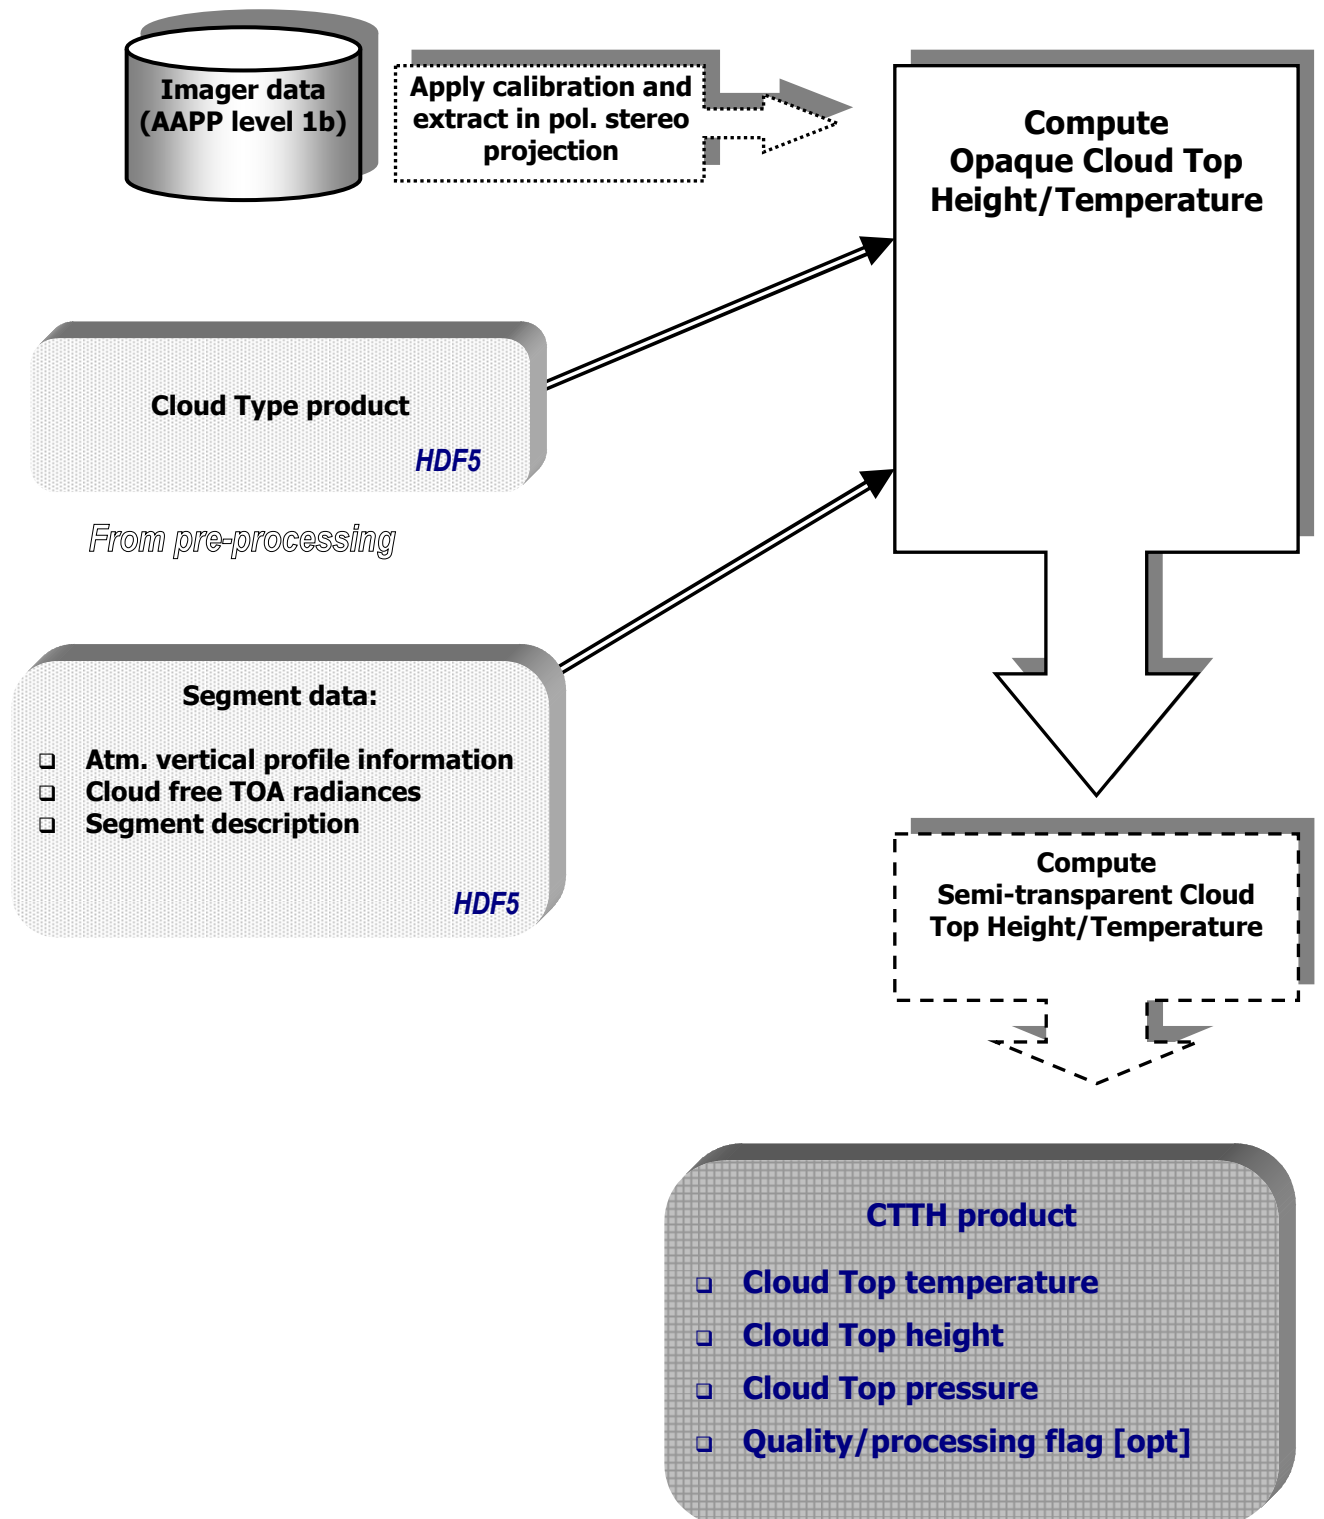 Imager data
(AAPP level 1b)
Apply calibration and
extract in pol. stereo
projection
Compute
Opaque Cloud Top
Height/Temperature
Cloud Type product
HDF5
From pre-processing
Segment data:
❑ Atm. vertical profile information
❑ Cloud free TOA radiances
❑ Segment description
HDF5
Compute
Semi-transparent Cloud
Top Height/Temperature
CTTH product
❑ Cloud Top temperature
❑ Cloud Top height
❑ Cloud Top pressure
❑ Quality/processing flag [opt]